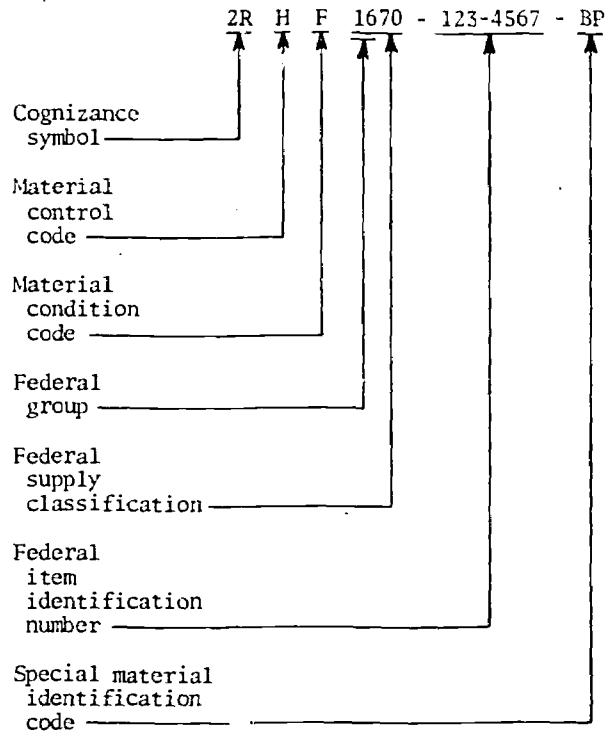 2R H F 1670 - 123-4567 - BP
Cognizance
symbol
Material
control
code
Material
condition
code
Federal
group
Federal
supply
classification
Federal
item
identification
number
Special material
identification
code